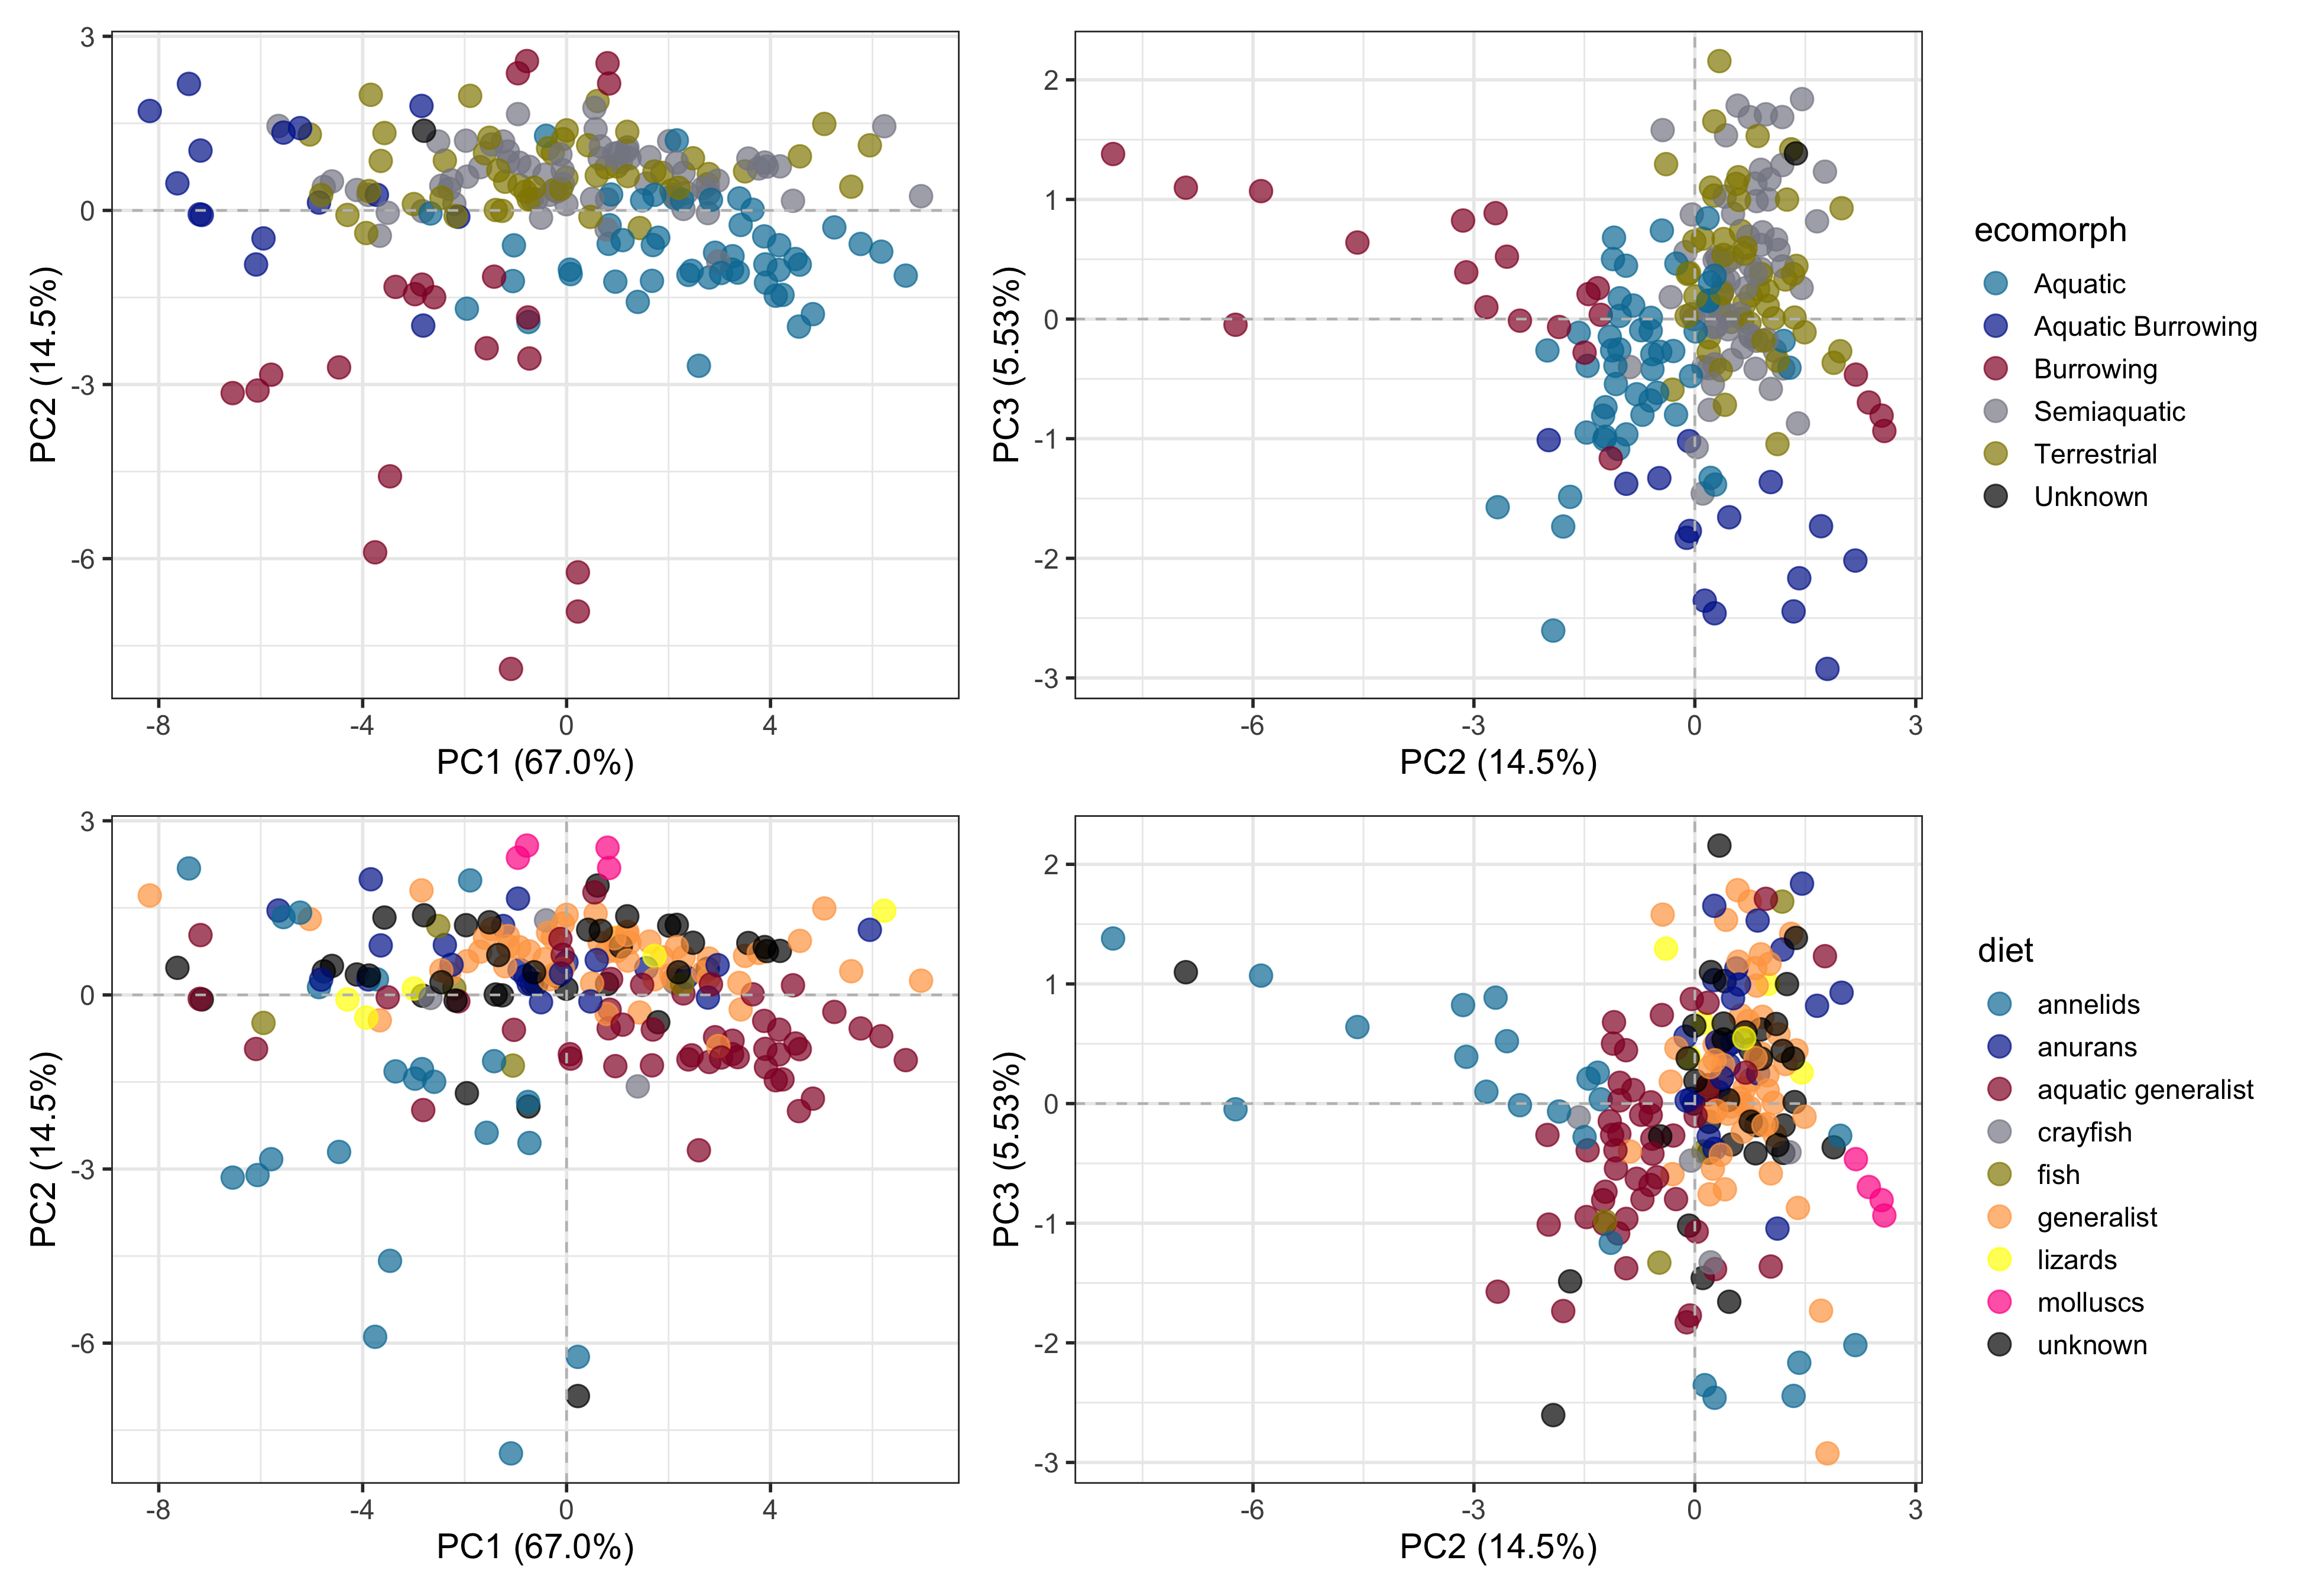 3
0
-3
-6
PC2 (14.5%)
-8
-4
0
4
PC1 (67.0%)
2
1
0
-1
-2
-3
PC3 (5.53%)
-6
-3
0
3
PC2 (14.5%)
ecomorph
Aquatic
Aquatic Burrowing
Burrowing
Semiaquatic
Terrestrial
Unknown
3
0
-3
-6
PC2 (14.5%)
-8
-4
0
4
PC1 (67.0%)
2
1
0
-1
-2
-3
PC3 (5.53%)
-6
-3
0
3
PC2 (14.5%)
diet
annelids
anurans
aquatic generalist
crayfish
fish
generalist
lizards
molluscs
unknown